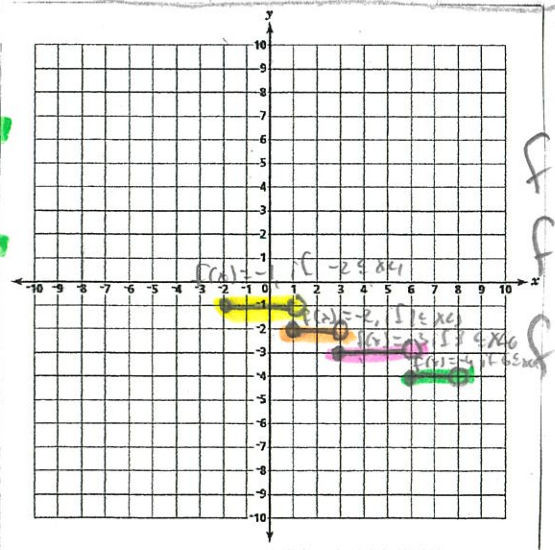 y
10
9
8
7
6
5
4
3
2
1
f(x)=-1, if -2≤x<1
-10 -9 -8 -7 -6 -5 -4 -3 -2 -1 0 1 2 3 4 5 6 7 8 9 10 x
-1
f(x)=-2, if 1≤x<3
-2
f(x)=-3, if 3≤x<6
-3
f(x)=-4, if 6≤x<8
-4
-5
-6
-7
-8
-9
-10
f
f
f